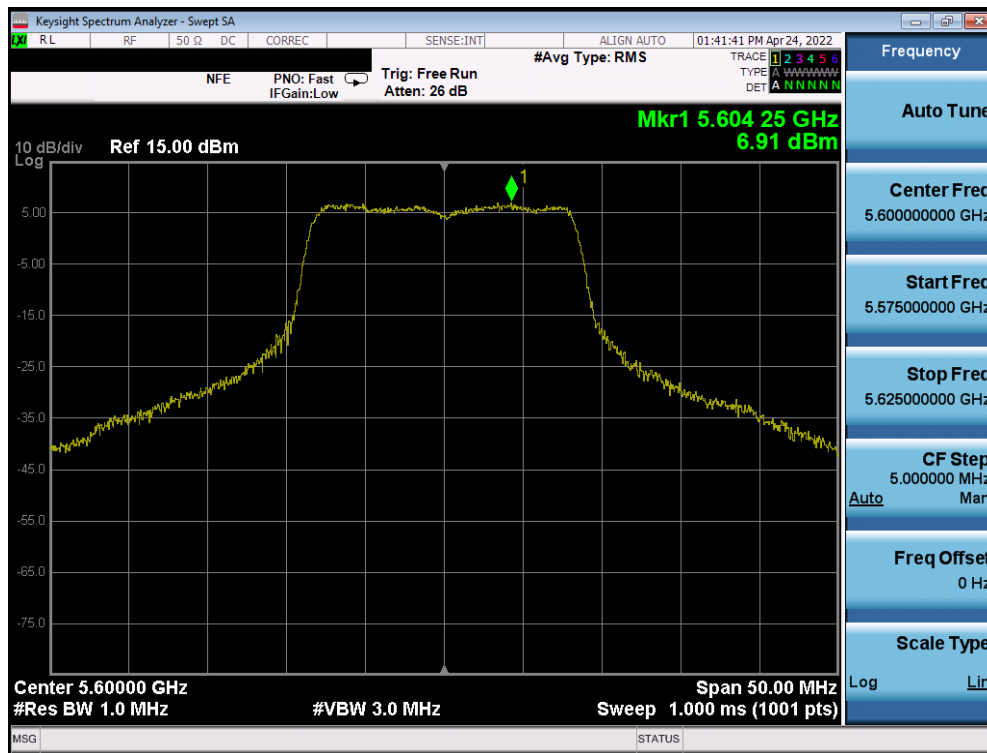 Keysight Spectrum Analyzer - Swept SA
LXI RL RF 50 Ω DC CORREC SENSE:INT ALIGN AUTO 01:41:41 PM Apr 24, 2022
#Avg Type: RMS TRACE 1 2 3 4 5 6
NFE PNO: Fast Trig: Free Run TYPE A WWWWW
IFGain:Low Atten: 26 dB DET A N N N N N
Mkr1 5.604 25 GHz
6.91 dBm
10 dB/div Ref 15.00 dBm
Log
1
5.00
-5.00
-15.0
-25.0
-35.0
-45.0
-55.0
-65.0
-75.0
Center 5.60000 GHz Span 50.00 MHz
#Res BW 1.0 MHz #VBW 3.0 MHz Sweep 1.000 ms (1001 pts)
MSG STATUS
Frequency
Auto Tune
Center Freq
5.600000000 GHz
Start Freq
5.575000000 GHz
Stop Freq
5.625000000 GHz
CF Step
5.000000 MHz
Auto Man
Freq Offset
0 Hz
Scale Type
Log Lin